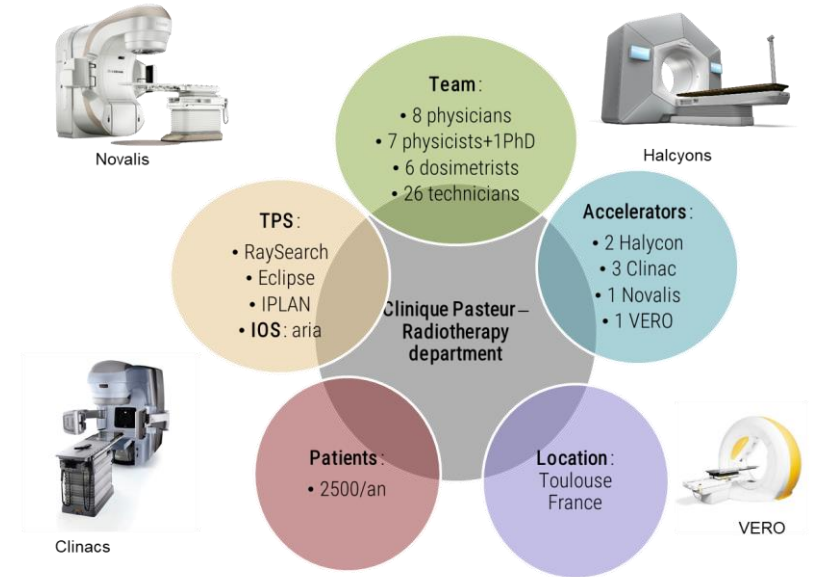 Novalis
Team:
• 8 physicians
• 7 physicists+1PhD
• 6 dosimetrists
• 26 technicians
Halcyons
TPS:
• RaySearch
• Eclipse
• IPLAN
• IOS: aria
Accelerators:
• 2 Halycon
• 3 Clinac
• 1 Novalis
• 1 VERO
Clinique Pasteur–
Radiotherapy
department
Clinacs
Patients:
• 2500/an
Location:
Toulouse
France
VERO